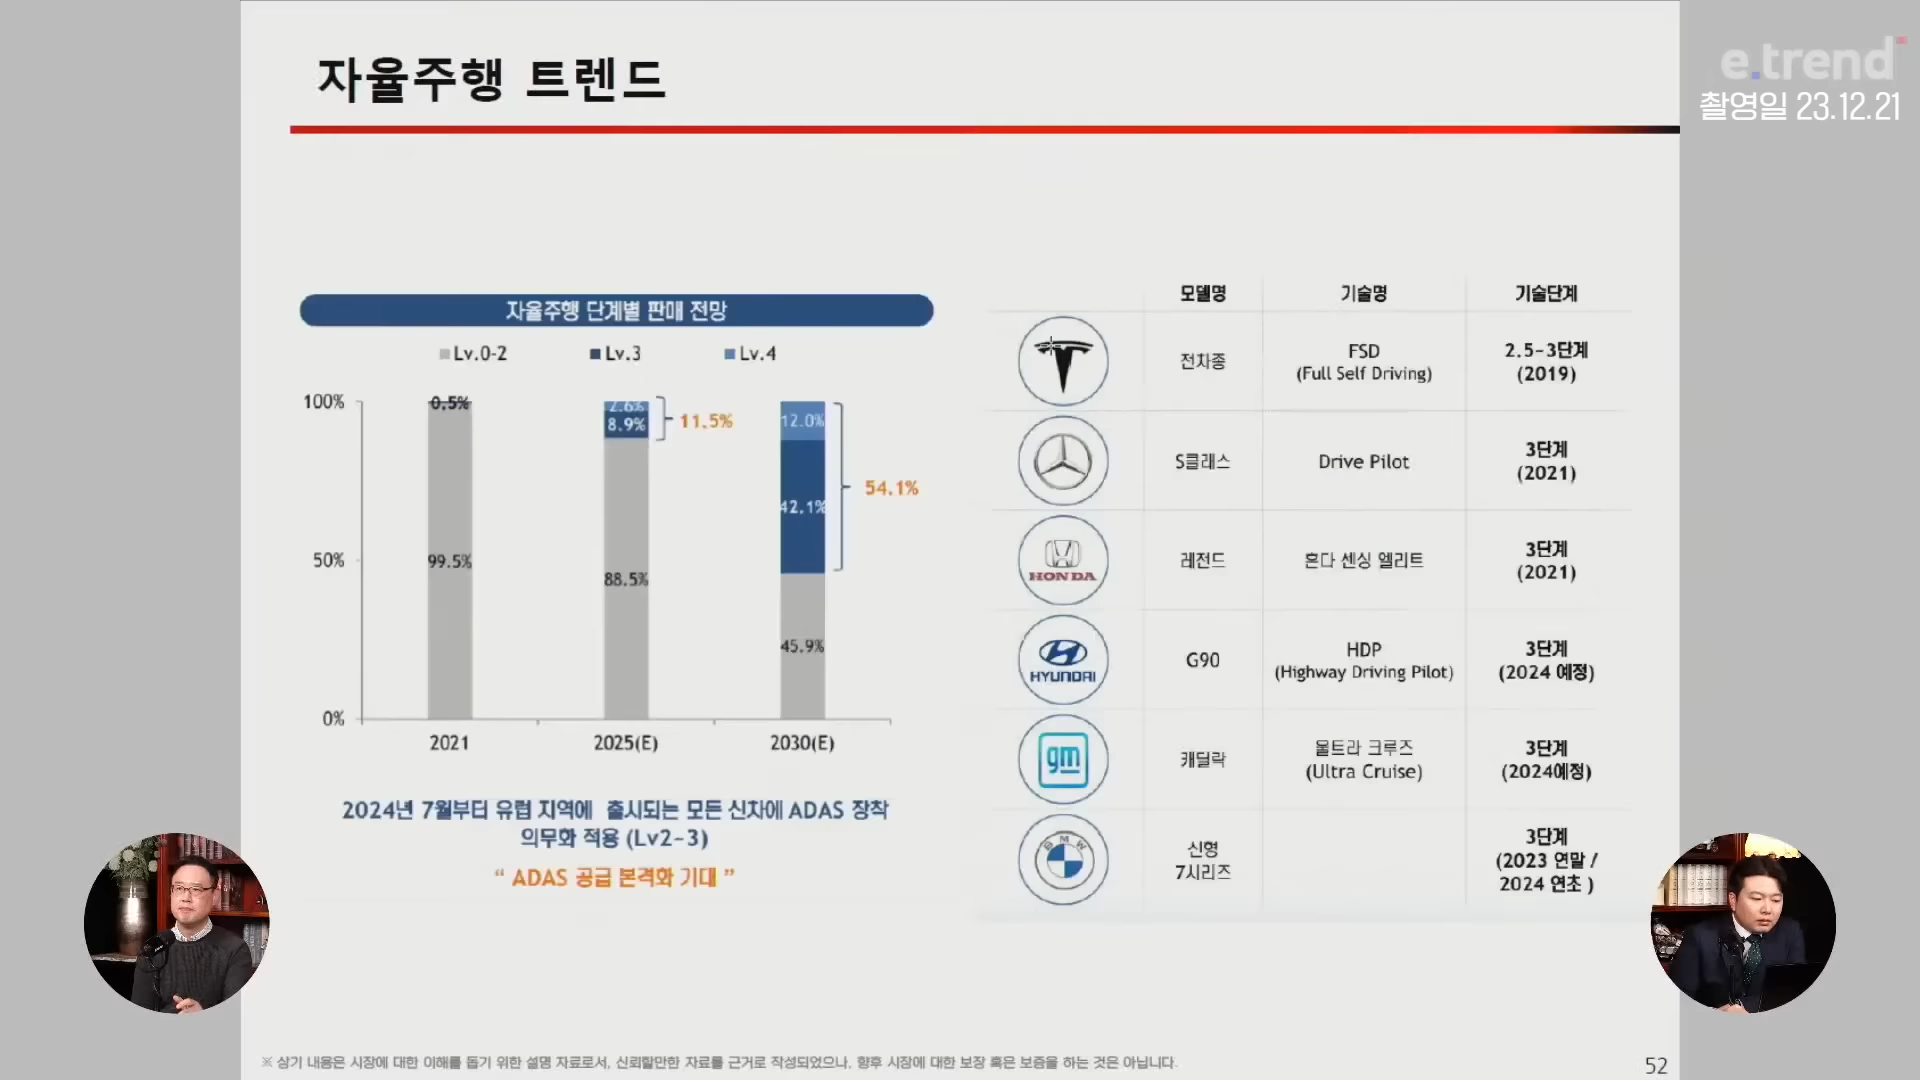 자율주행 트렌드
e.trend
촬영일 23.12.21
자율주행 단계별 판매 전망
Lv.0-2 Lv.3 Lv.4
100%
50%
0%
0.5%
99.5%
2.6%
8.9%
11.5%
88.5%
12.0%
42.1%
54.1%
45.9%
2021 2025(E) 2030(E)
2024년 7월부터 유럽 지역에 출시되는 모든 신차에 ADAS 장착
의무화 적용 (Lv2~3)
“ ADAS 공급 본격화 기대 ”
모델명 기술명 기술단계
전차종
FSD
(Full Self Driving)
2.5~3단계
(2019)
S클래스
Drive Pilot
3단계
(2021)
HONDA
레전드
혼다 센싱 엘리트
3단계
(2021)
HYUNDAI
G90
HDP
(Highway Driving Pilot)
3단계
(2024 예정)
gm
캐딜락
울트라 크루즈
(Ultra Cruise)
3단계
(2024예정)
BMW
신형
7시리즈
3단계
(2023 연말 /
2024 연초 )
※ 상기 내용은 시장에 대한 이해를 돕기 위한 설명 자료로서, 신뢰할만한 자료를 근거로 작성되었으나, 향후 시장에 대한 보장 혹은 보증을 하는 것은 아닙니다.
52